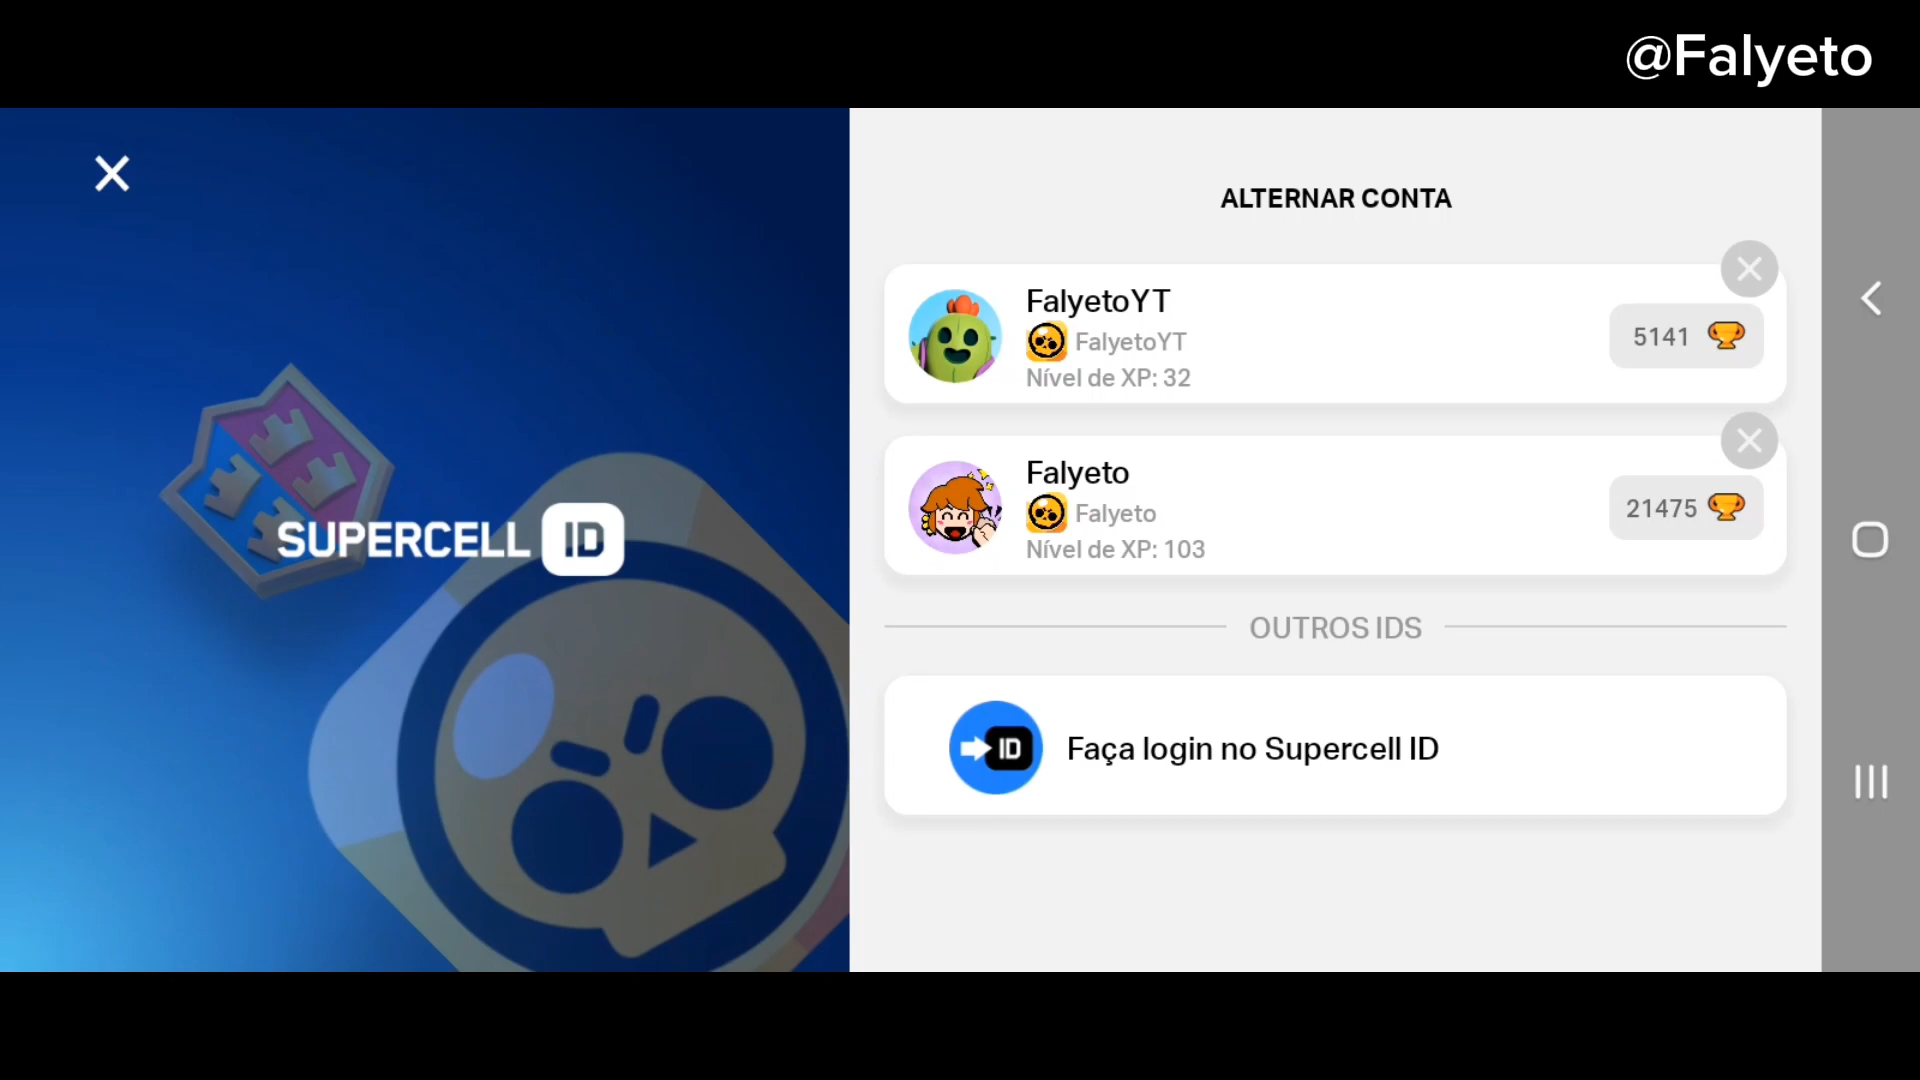 @Falyeto
SUPERCELL ID
ALTERNAR CONTA
FalyetoYT
FalyetoYT
Nível de XP: 32
5141
Falyeto
Falyeto
Nível de XP: 103
21475
OUTROS IDS
ID
Faça login no Supercell ID